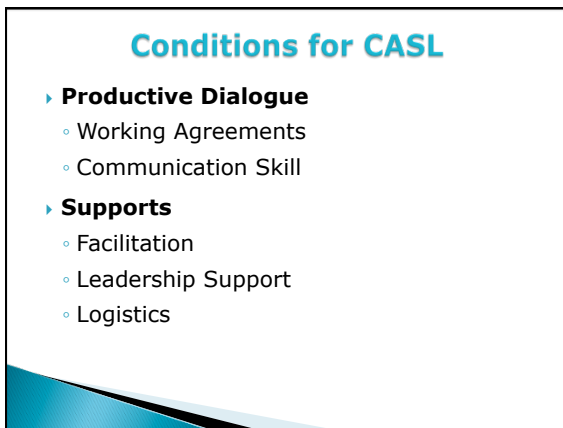 Conditions for CASL
Productive Dialogue
Working Agreements
Communication Skill
Supports
Facilitation
Leadership Support
Logistics